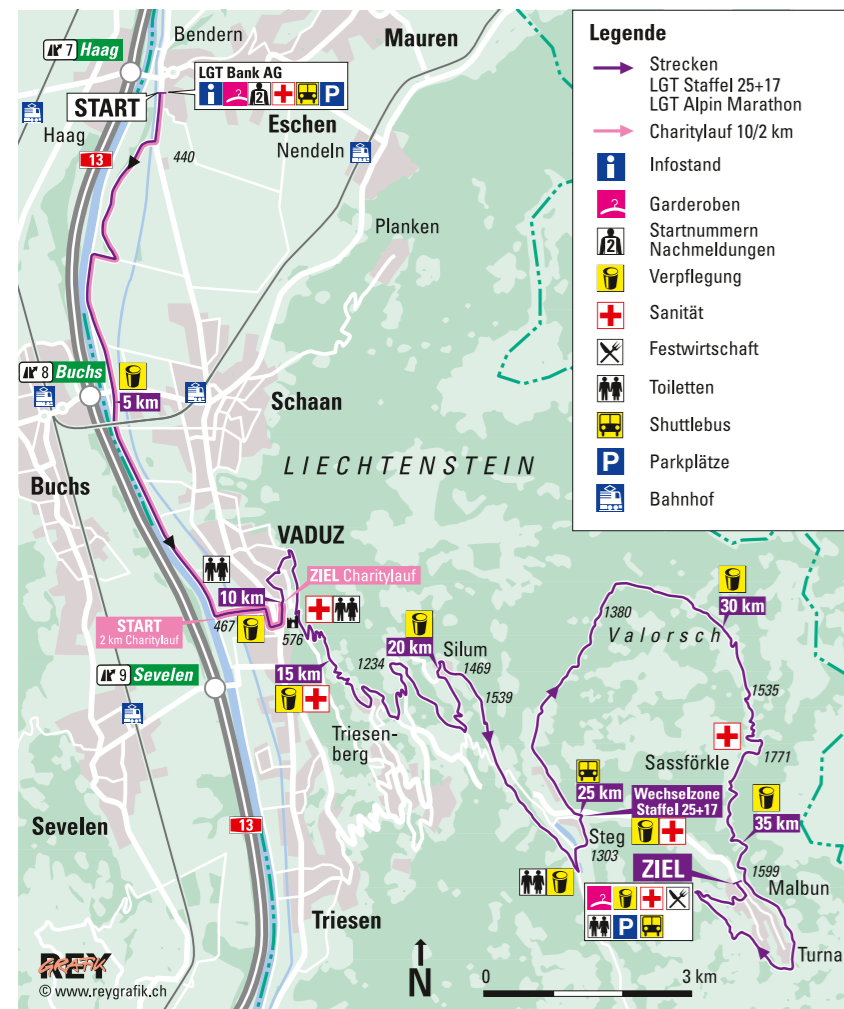 Bendern
7 Haag
Mauren
LGT Bank AG
i
2
P
START
Eschen
Haag
Nendeln
13
440
Planken
8 Buchs
5 km
Schaan
LIECHTENSTEIN
Buchs
VADUZ
ZIEL Charitylauf
10 km
START
2 km Charitylauf
467
576
20 km
Silum
1469
1234
15 km
1539
9 Sevelen
Triesen-
berg
1380
Valorsch
30 km
1535
Sassförkle
1771
25 km
Wechselzone
Staffel 25+17
35 km
Steg
1303
Sevelen
13
ZIEL
1599
Malbun
P
Triesen
Turna
REY
GRAFIK
© www.reygrafik.ch
N
0
3 km
Legende
Strecken
LGT Staffel 25+17
LGT Alpin Marathon
Charitylauf 10/2 km
i
Infostand
Garderoben
2
Startnummern
Nachmeldungen
Verpflegung
Sanität
Festwirtschaft
Toiletten
Shuttlebus
P
Parkplätze
Bahnhof